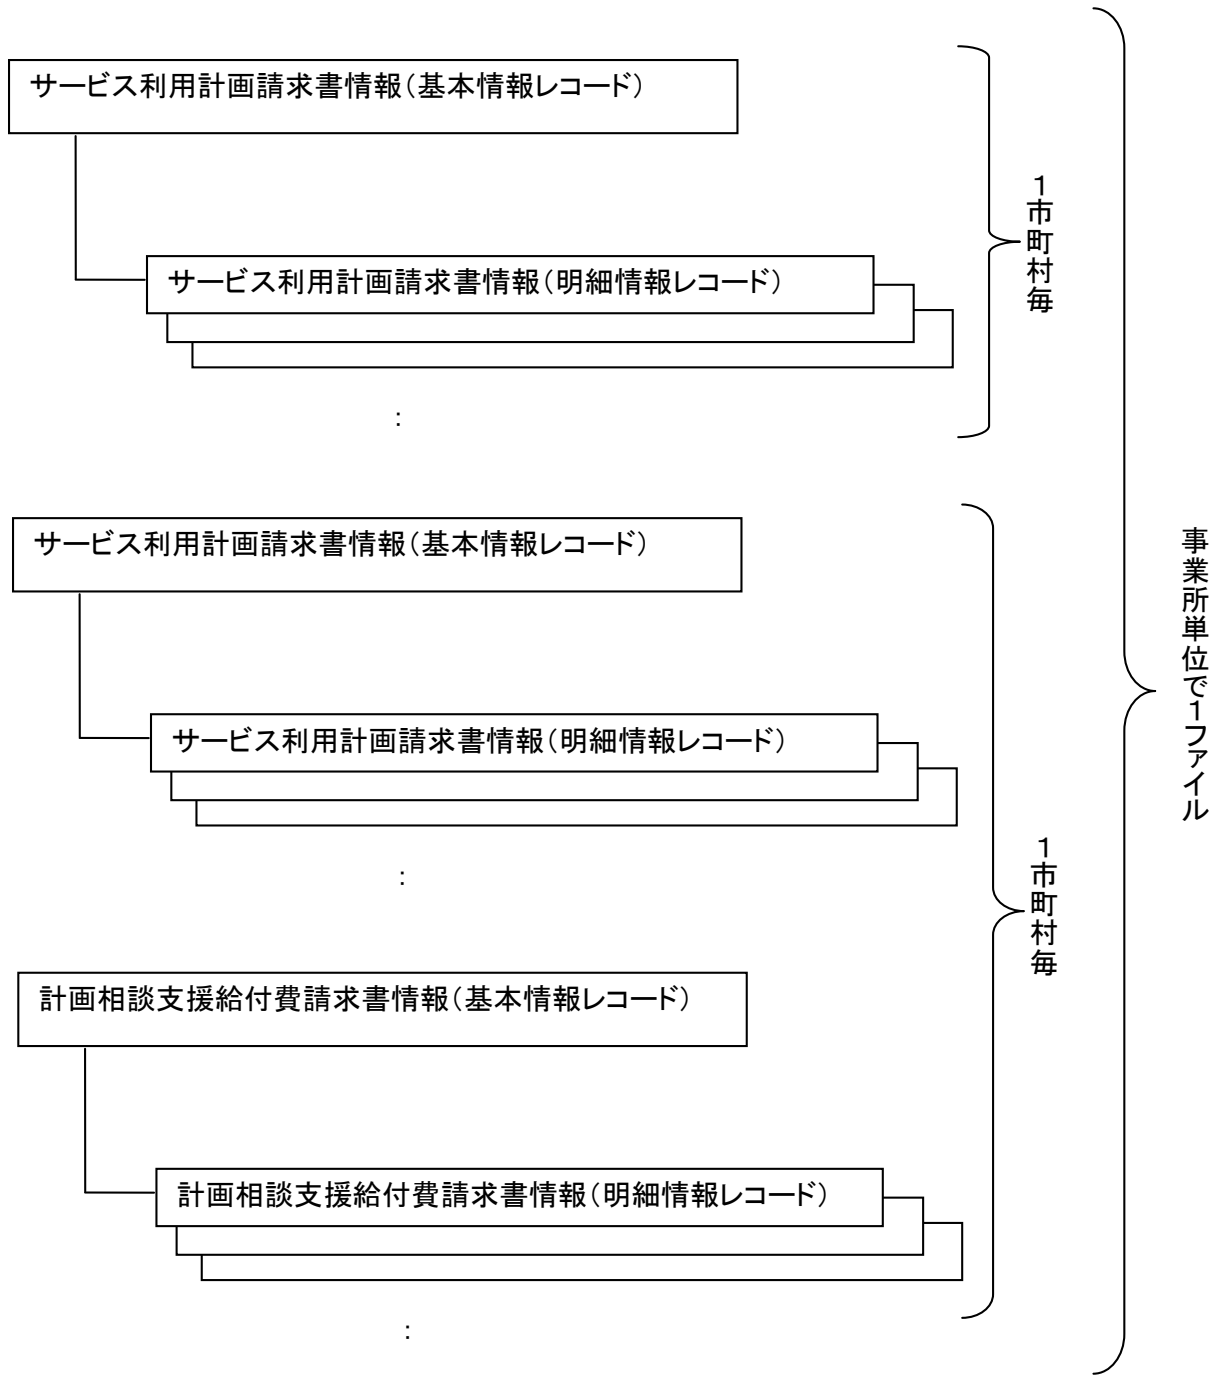 サービス利用計画請求書情報（基本情報レコード）
サービス利用計画請求書情報（明細情報レコード）
：
１市町村毎
サービス利用計画請求書情報（基本情報レコード）
サービス利用計画請求書情報（明細情報レコード）
：
計画相談支援給付費請求書情報（基本情報レコード）
計画相談支援給付費請求書情報（明細情報レコード）
：
１市町村毎
事業所単位で１ファイル